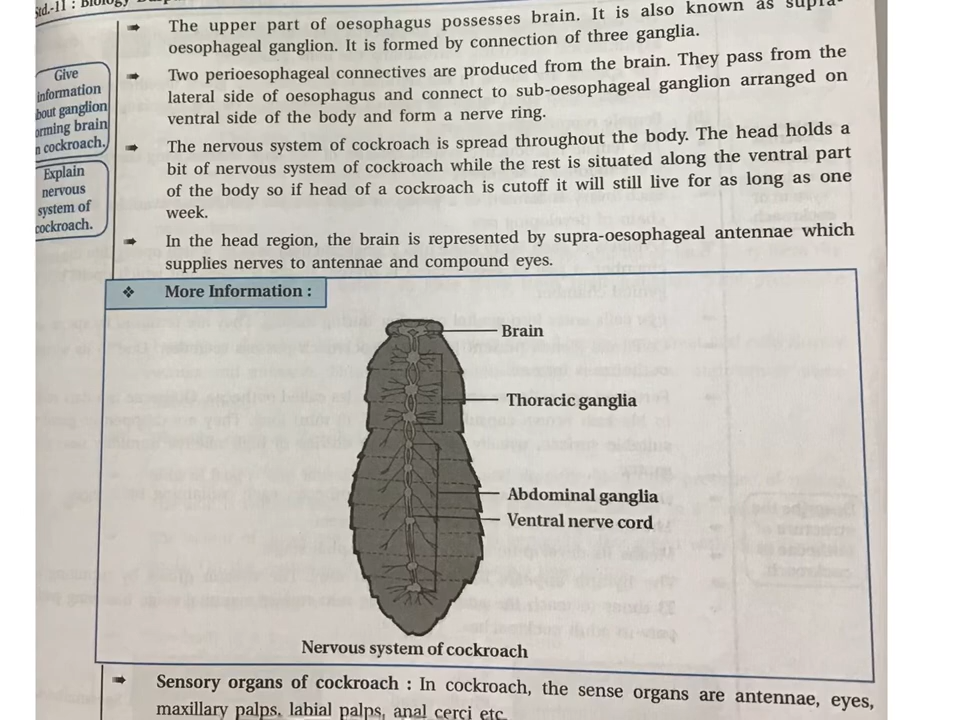 Std.-11 : Biology
➡ The upper part of oesophagus possesses brain. It is also known as supra-
oesophageal ganglion. It is formed by connection of three ganglia.
➡ Two perioesophageal connectives are produced from the brain. They pass from the
lateral side of oesophagus and connect to sub-oesophageal ganglion arranged on
ventral side of the body and form a nerve ring.
➡ The nervous system of cockroach is spread throughout the body. The head holds a
bit of nervous system of cockroach while the rest is situated along the ventral part
of the body so if head of a cockroach is cutoff it will still live for as long as one
week.
➡ In the head region, the brain is represented by supra-oesophageal antennae which
supplies nerves to antennae and compound eyes.
Give
information
bout ganglion
orming brain
n cockroach.
Explain
nervous
system of
cockroach.
❖ More Information :
Brain
Thoracic ganglia
Abdominal ganglia
Ventral nerve cord
Nervous system of cockroach
➡ Sensory organs of cockroach : In cockroach, the sense organs are antennae, eyes,
maxillary palps, labial palps, anal cerci etc.